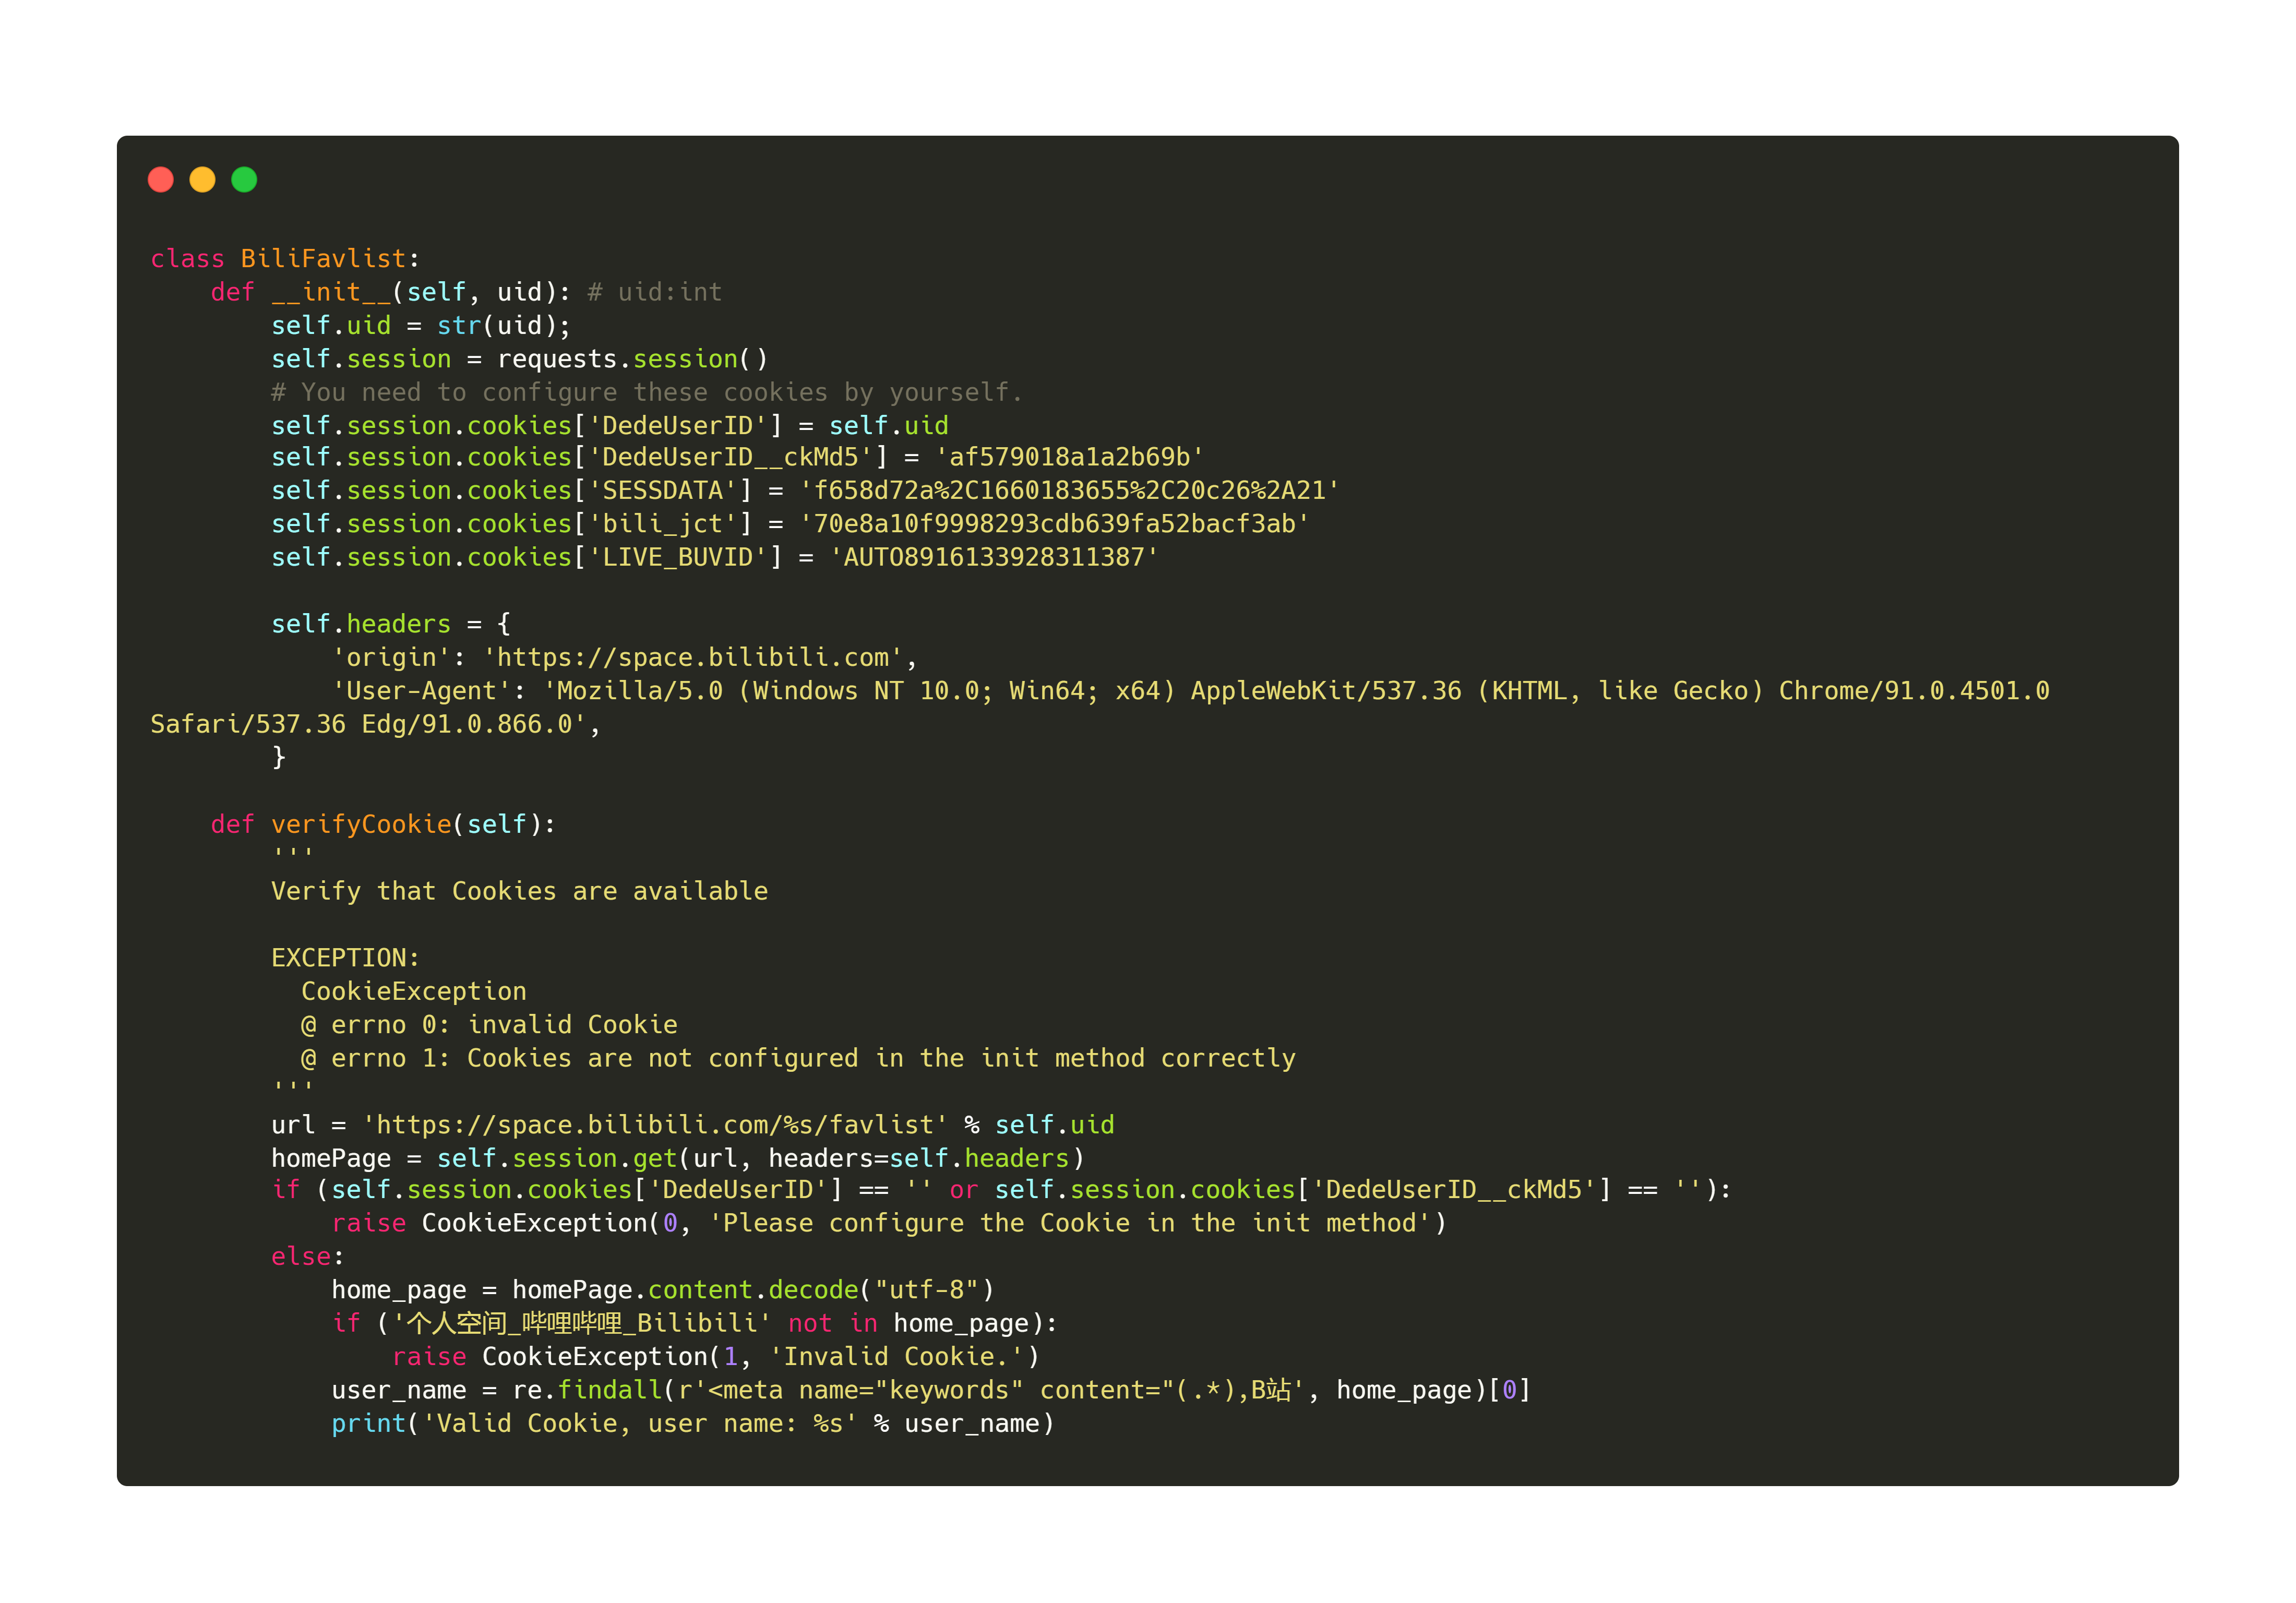 class BiliFavlist:
    def __init__(self, uid): # uid:int
        self.uid = str(uid);
        self.session = requests.session()
        # You need to configure these cookies by yourself.
        self.session.cookies['DedeUserID'] = self.uid
        self.session.cookies['DedeUserID__ckMd5'] = 'af579018a1a2b69b'
        self.session.cookies['SESSDATA'] = 'f658d72a%2C1660183655%2C20c26%2A21'
        self.session.cookies['bili_jct'] = '70e8a10f9998293cdb639fa52bacf3ab'
        self.session.cookies['LIVE_BUVID'] = 'AUTO8916133928311387'
        self.headers = {
            'origin': 'https://space.bilibili.com',
            'User-Agent': 'Mozilla/5.0 (Windows NT 10.0; Win64; x64) AppleWebKit/537.36 (KHTML, like Gecko) Chrome/91.0.4501.0
Safari/537.36 Edg/91.0.866.0',
        }
    def verifyCookie(self):
        '''
        Verify that Cookies are available
        EXCEPTION:
          CookieException
          @ errno 0: invalid Cookie
          @ errno 1: Cookies are not configured in the init method correctly
        '''
        url = 'https://space.bilibili.com/%s/favlist' % self.uid
        homePage = self.session.get(url, headers=self.headers)
        if (self.session.cookies['DedeUserID'] == '' or self.session.cookies['DedeUserID__ckMd5'] == ''):
            raise CookieException(0, 'Please configure the Cookie in the init method')
        else:
            home_page = homePage.content.decode("utf-8")
            if ('个人空间_哔哩哔哩_Bilibili' not in home_page):
                raise CookieException(1, 'Invalid Cookie.')
            user_name = re.findall(r'<meta name="keywords" content="(.*),B站', home_page)[0]
            print('Valid Cookie, user name: %s' % user_name)